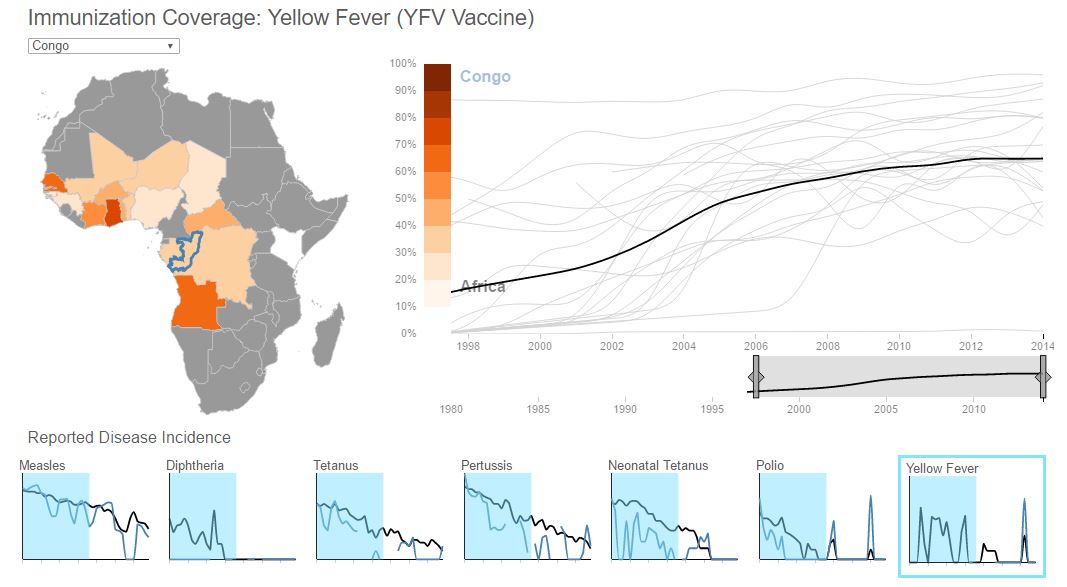 Immunization Coverage: Yellow Fever (YFV Vaccine)
Congo
100%
90%
80%
70%
60%
50%
40%
30%
20%
10%
0%
Congo
Africa
1998 2000 2002 2004 2006 2008 2010 2012 2014
1980 1985 1990 1995 2000 2005 2010
Reported Disease Incidence
Measles Diphtheria Tetanus Pertussis Neonatal Tetanus Polio Yellow Fever